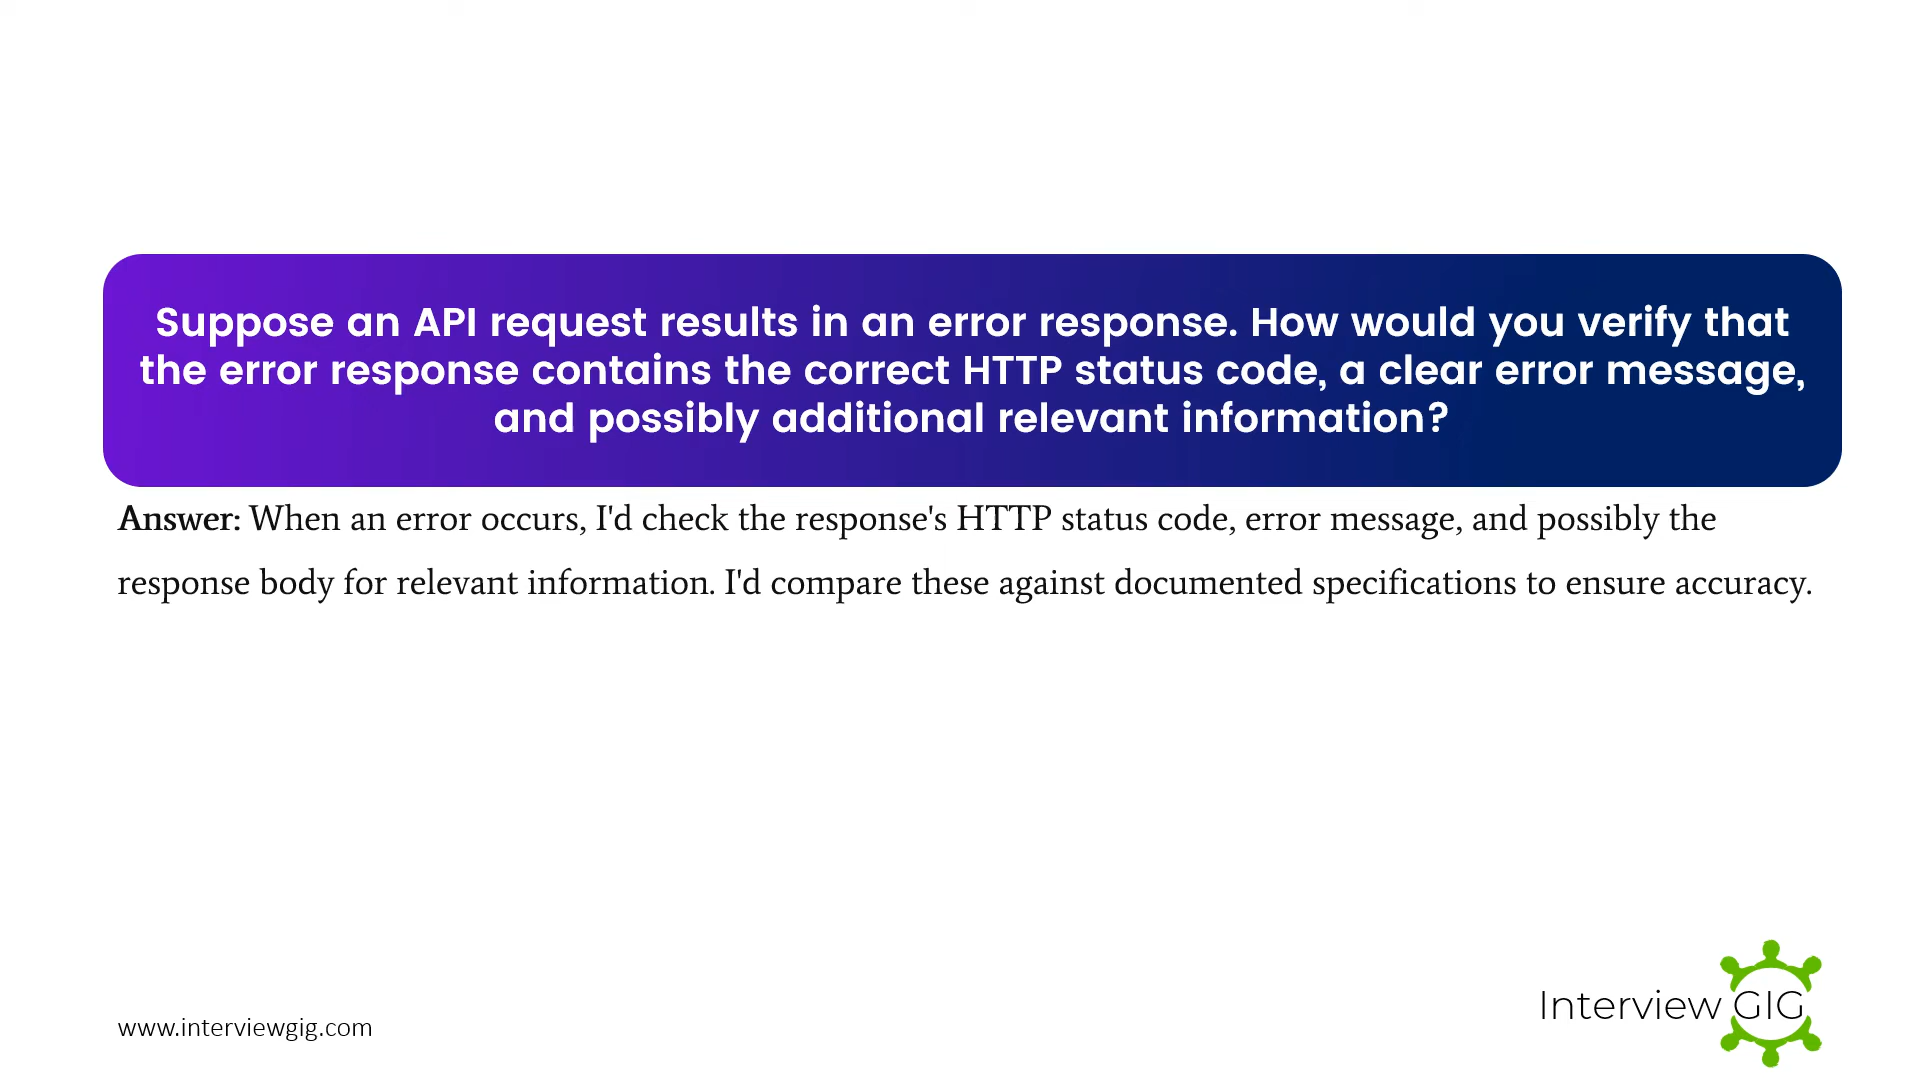 Suppose an API request results in an error response. How would you verify that
the error response contains the correct HTTP status code, a clear error message,
and possibly additional relevant information?
Answer: When an error occurs, I'd check the response's HTTP status code, error message, and possibly the
response body for relevant information. I'd compare these against documented specifications to ensure accuracy.
www.interviewgig.com
Interview GIG